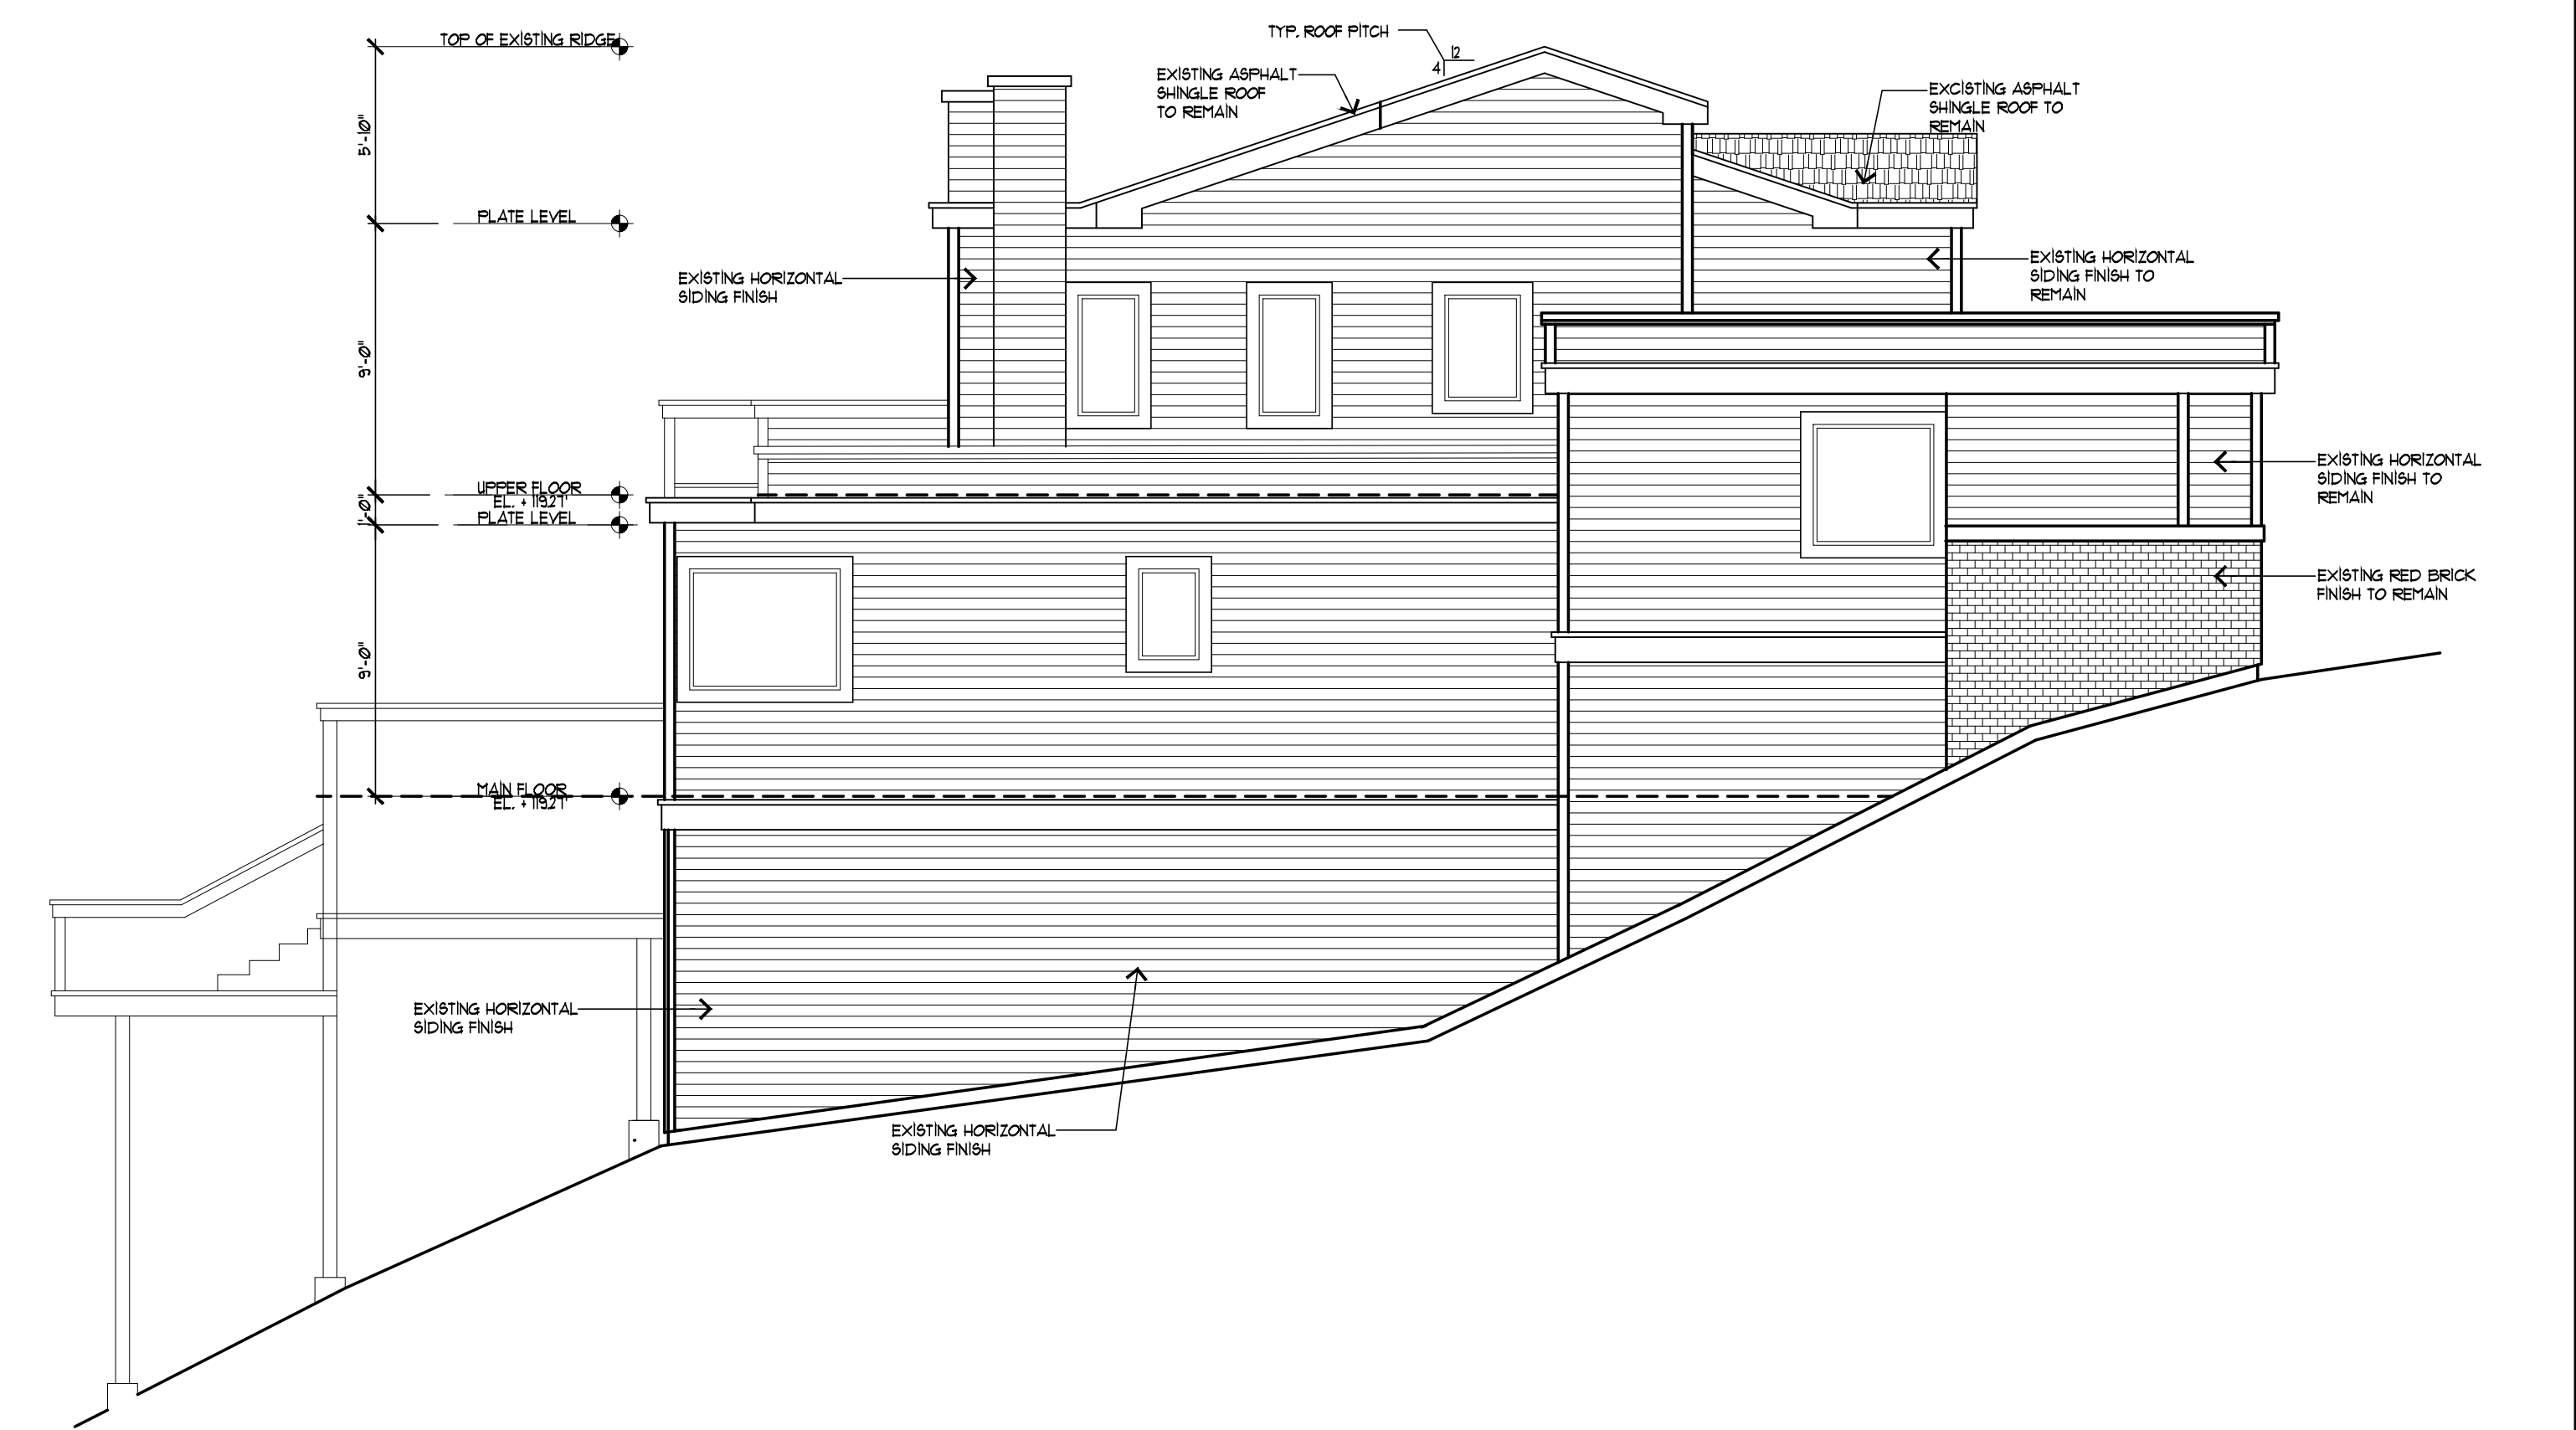 TOP OF EXISTING RIDGE
TYP. ROOF PITCH
12
4
EXISTING ASPHALT
SHINGLE ROOF
TO REMAIN
EXCISTING ASPHALT
SHINGLE ROOF TO
REMAIN
5'-10"
PLATE LEVEL
EXISTING HORIZONTAL
SIDING FINISH
EXISTING HORIZONTAL
SIDING FINISH TO
REMAIN
9'-0"
UPPER FLOOR
EL. + 119.27'
1'-0"
PLATE LEVEL
EXISTING HORIZONTAL
SIDING FINISH TO
REMAIN
EXISTING RED BRICK
FINISH TO REMAIN
9'-0"
MAIN FLOOR
EL. + 119.27'
EXISTING HORIZONTAL
SIDING FINISH
EXISTING HORIZONTAL
SIDING FINISH